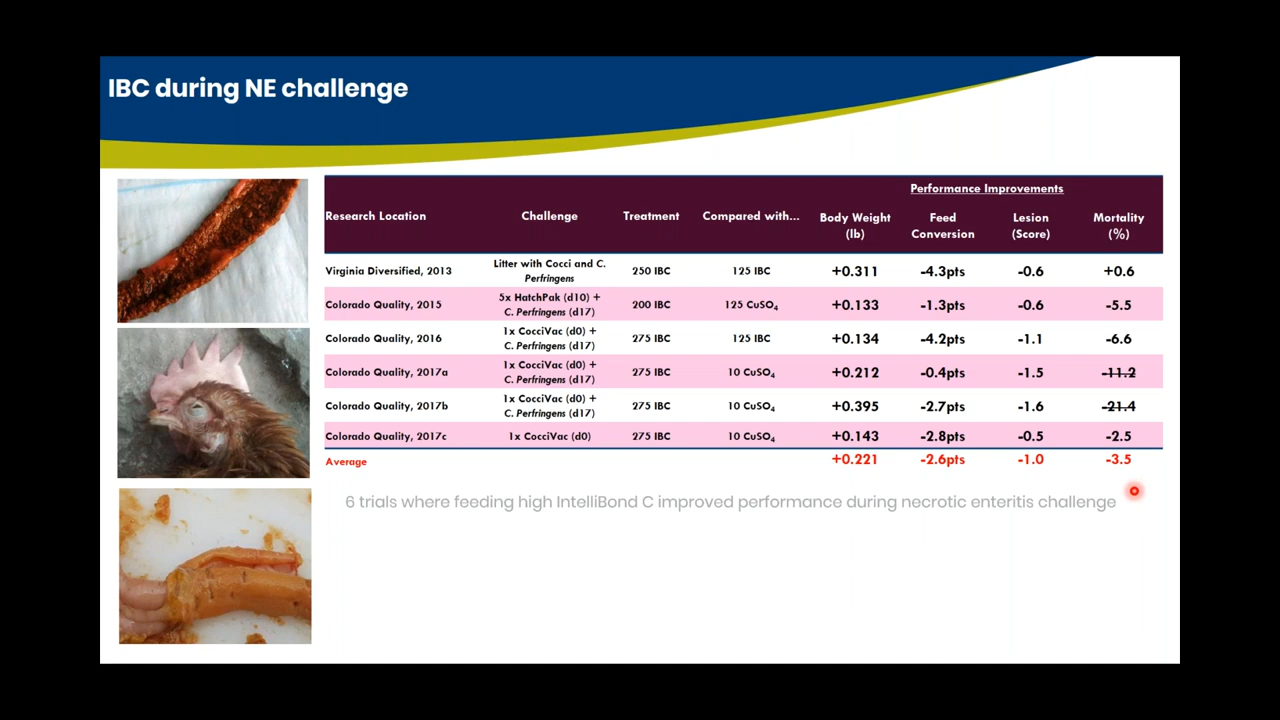 IBC during NE challenge
Performance Improvements
Research Location Challenge Treatment Compared with... Body Weight (lb) Feed Conversion Lesion (Score) Mortality (%)
Virginia Diversified, 2013 Litter with Cocci and C. Perfringens 250 IBC 125 IBC +0.311 -4.3pts -0.6 +0.6
Colorado Quality, 2015 5x HatchPak (d10) + C. Perfringens (d17) 200 IBC 125 CuSO₄ +0.133 -1.3pts -0.6 -5.5
Colorado Quality, 2016 1x CocciVac (d0) + C. Perfringens (d17) 275 IBC 125 IBC +0.134 -4.2pts -1.1 -6.6
Colorado Quality, 2017a 1x CocciVac (d0) + C. Perfringens (d17) 275 IBC 10 CuSO₄ +0.212 -0.4pts -1.5 -11.2
Colorado Quality, 2017b 1x CocciVac (d0) + C. Perfringens (d17) 275 IBC 10 CuSO₄ +0.395 -2.7pts -1.6 -21.4
Colorado Quality, 2017c 1x CocciVac (d0) 275 IBC 10 CuSO₄ +0.143 -2.8pts -0.5 -2.5
Average +0.221 -2.6pts -1.0 -3.5
6 trials where feeding high IntelliBond C improved performance during necrotic enteritis challenge